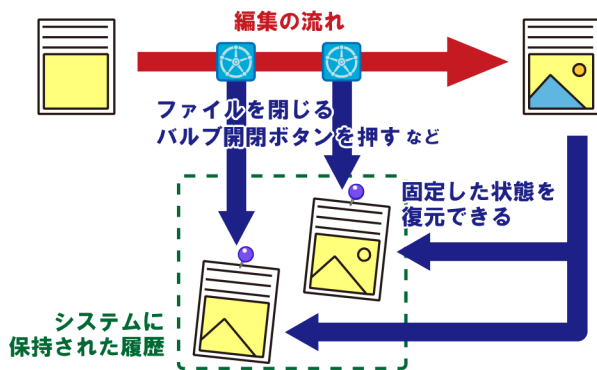 編集の流れ
ファイルを閉じる
バルブ開閉ボタンを押す など
固定した状態を
復元できる
システムに
保持された履歴